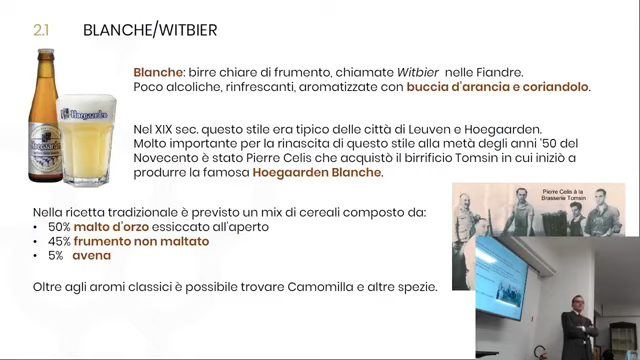 2.1 BLANCHE/WITBIER
Blanche: birre chiare di frumento, chiamate Witbier nelle Fiandre.
Poco alcoliche, rinfrescanti, aromatizzate con buccia d'arancia e coriandolo.
Nel XIX sec. questo stile era tipico delle città di Leuven e Hoegaarden.
Molto importante per la rinascita di questo stile alla metà degli anni '50 del
Novecento è stato Pierre Celis che acquistò il birrificio Tomsin in cui iniziò a
produrre la famosa Hoegaarden Blanche.
Hoegaarden
Hoegaarden
Pierre Celis à la
Brasserie Tomsin
Nella ricetta tradizionale è previsto un mix di cereali composto da:
• 50% malto d'orzo essiccato all'aperto
• 45% frumento non maltato
• 5% avena
Oltre agli aromi classici è possibile trovare Camomilla e altre spezie.